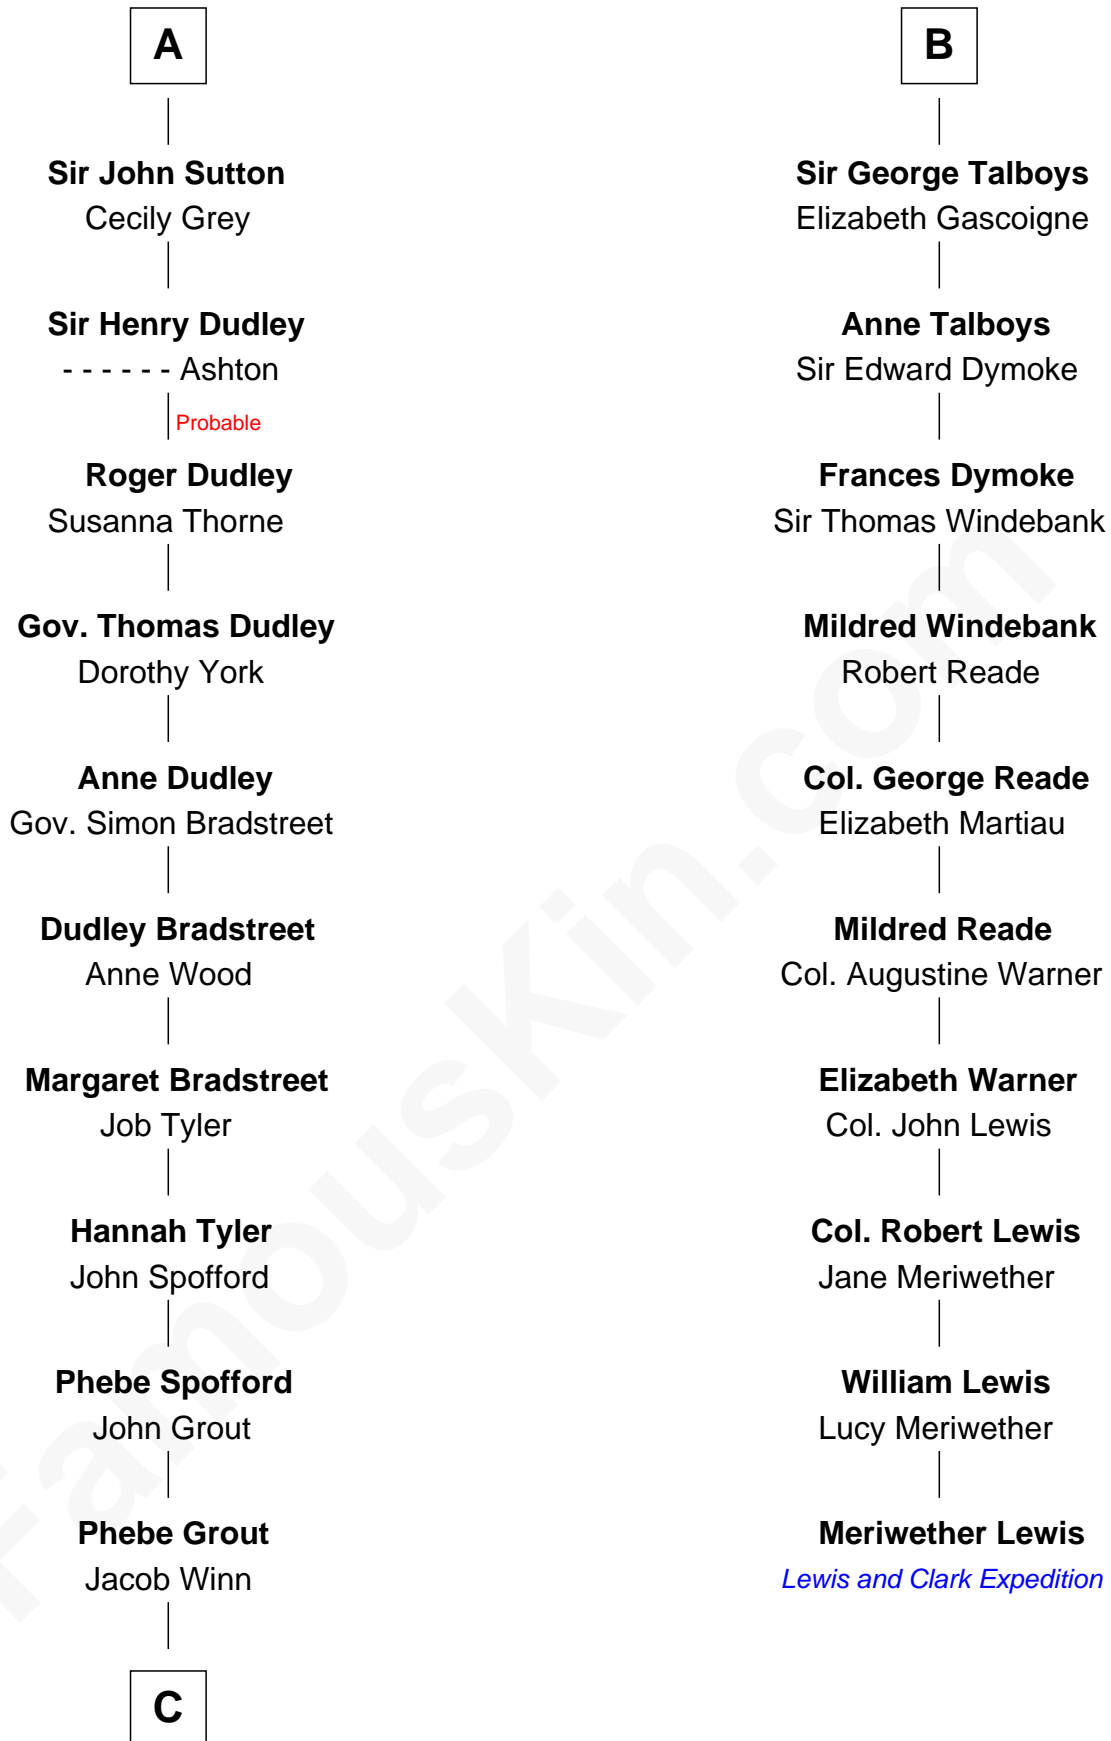 A
Sir John Sutton
Cecily Grey
Sir Henry Dudley
- - - - - - Ashton
Probable
Roger Dudley
Susanna Thorne
Gov. Thomas Dudley
Dorothy York
Anne Dudley
Gov. Simon Bradstreet
Dudley Bradstreet
Anne Wood
Margaret Bradstreet
Job Tyler
Hannah Tyler
John Spofford
Phebe Spofford
John Grout
Phebe Grout
Jacob Winn
C
B
Sir George Talboys
Elizabeth Gascoigne
Anne Talboys
Sir Edward Dymoke
Frances Dymoke
Sir Thomas Windebank
Mildred Windebank
Robert Reade
Col. George Reade
Elizabeth Martiau
Mildred Reade
Col. Augustine Warner
Elizabeth Warner
Col. John Lewis
Col. Robert Lewis
Jane Meriwether
William Lewis
Lucy Meriwether
Meriwether Lewis
Lewis and Clark Expedition
FamousKin.com